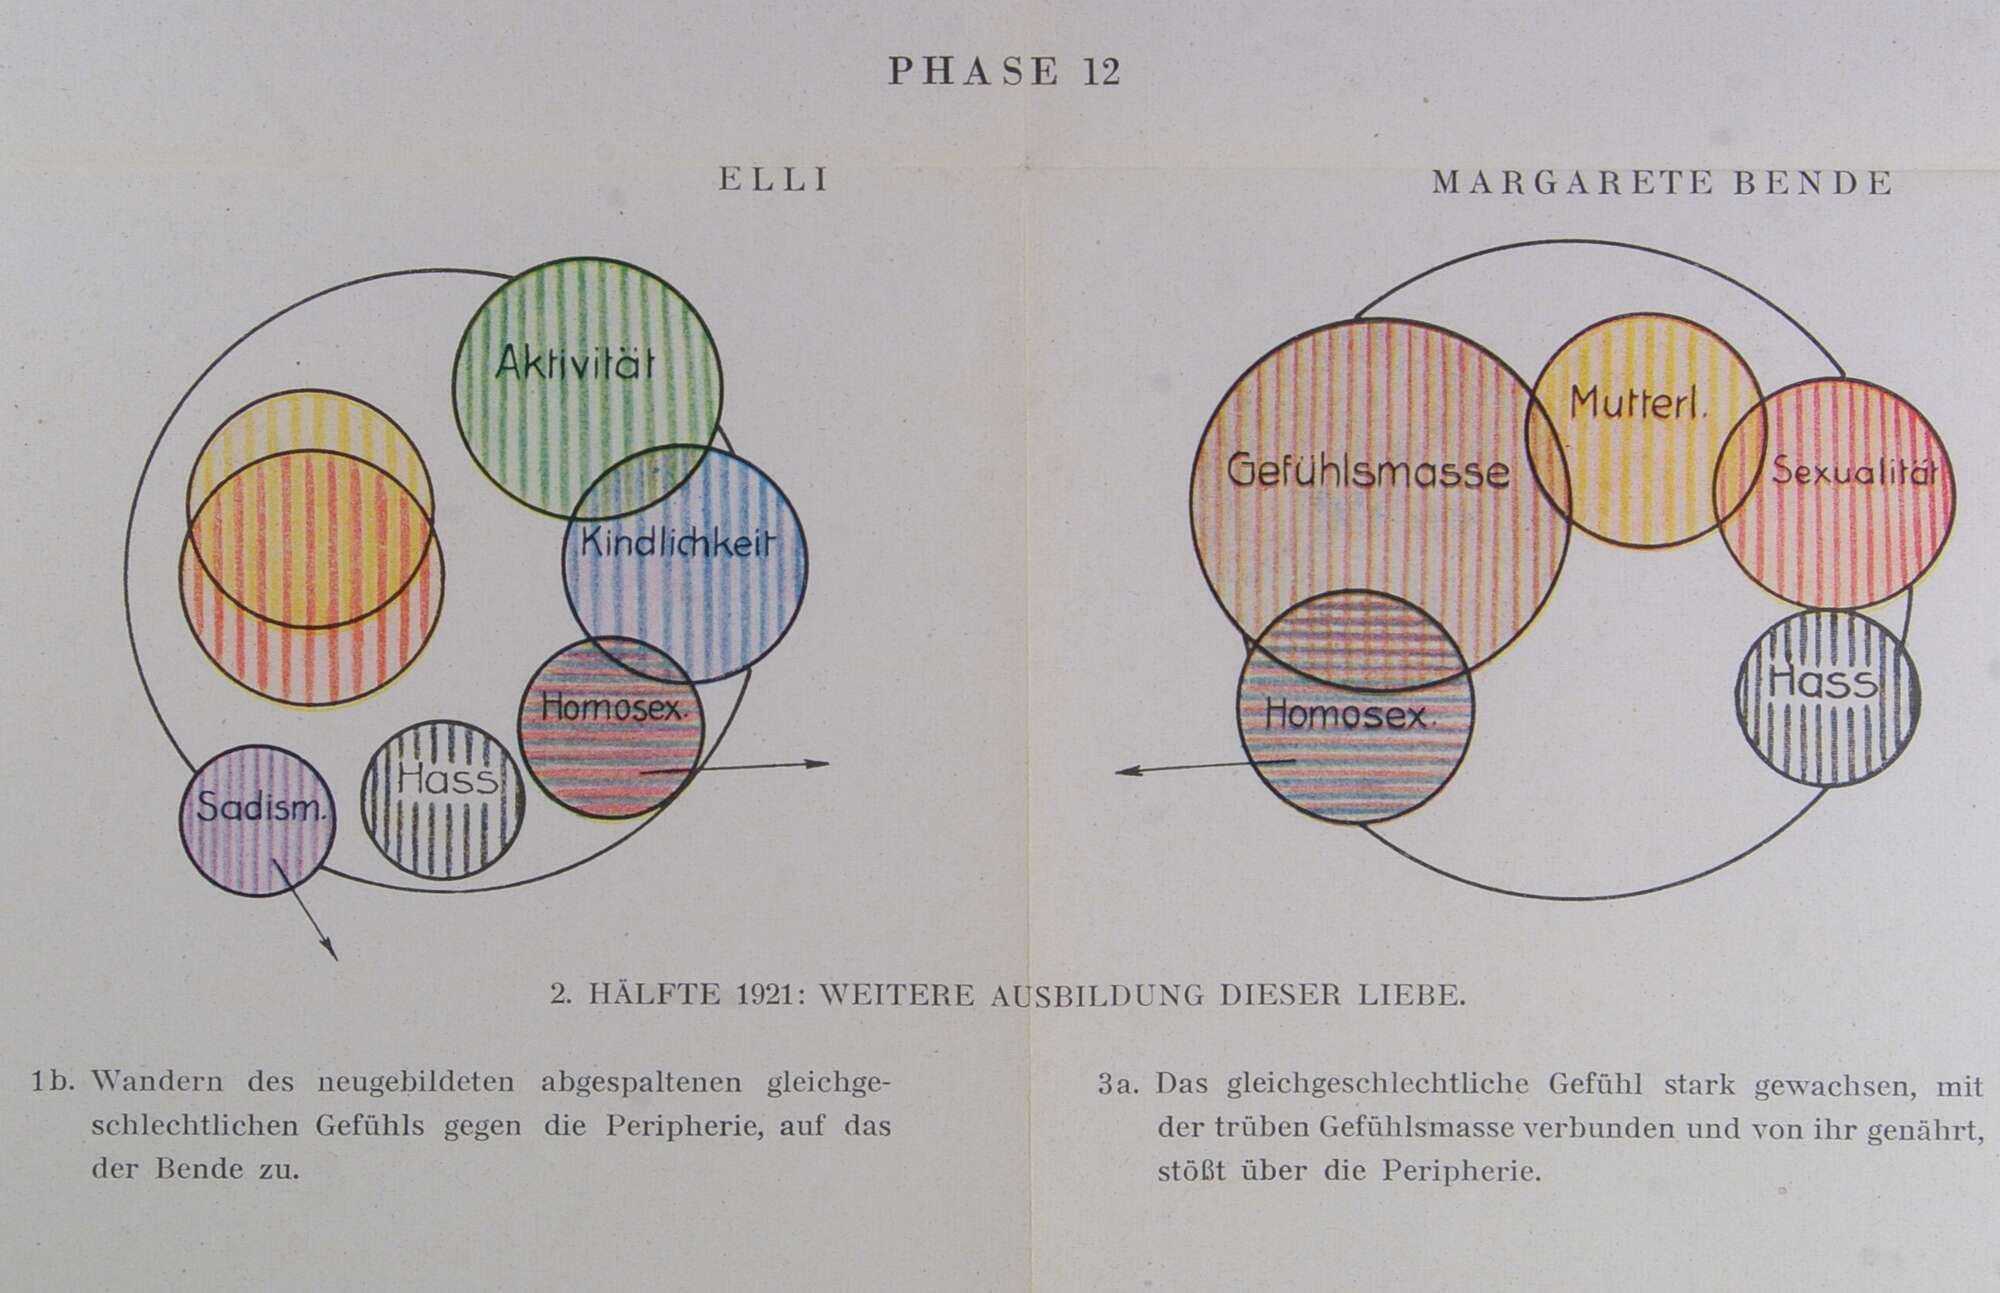 PHASE 12
ELLI
MARGARETE BENDE
Aktivität
Kindlichkeit
Homosex.
Hass
Sadism.
Gefühlsmasse
Mutterl.
Sexualität
Hass
Homosex.
2. HÄLFTE 1921: WEITERE AUSBILDUNG DIESER LIEBE.
1b. Wandern des neugebildeten abgespaltenen gleichge-
schlechtlichen Gefühls gegen die Peripherie, auf das
der Bende zu.
3a. Das gleichgeschlechtliche Gefühl stark gewachsen, mit
der trüben Gefühlsmasse verbunden und von ihr genährt,
stößt über die Peripherie.